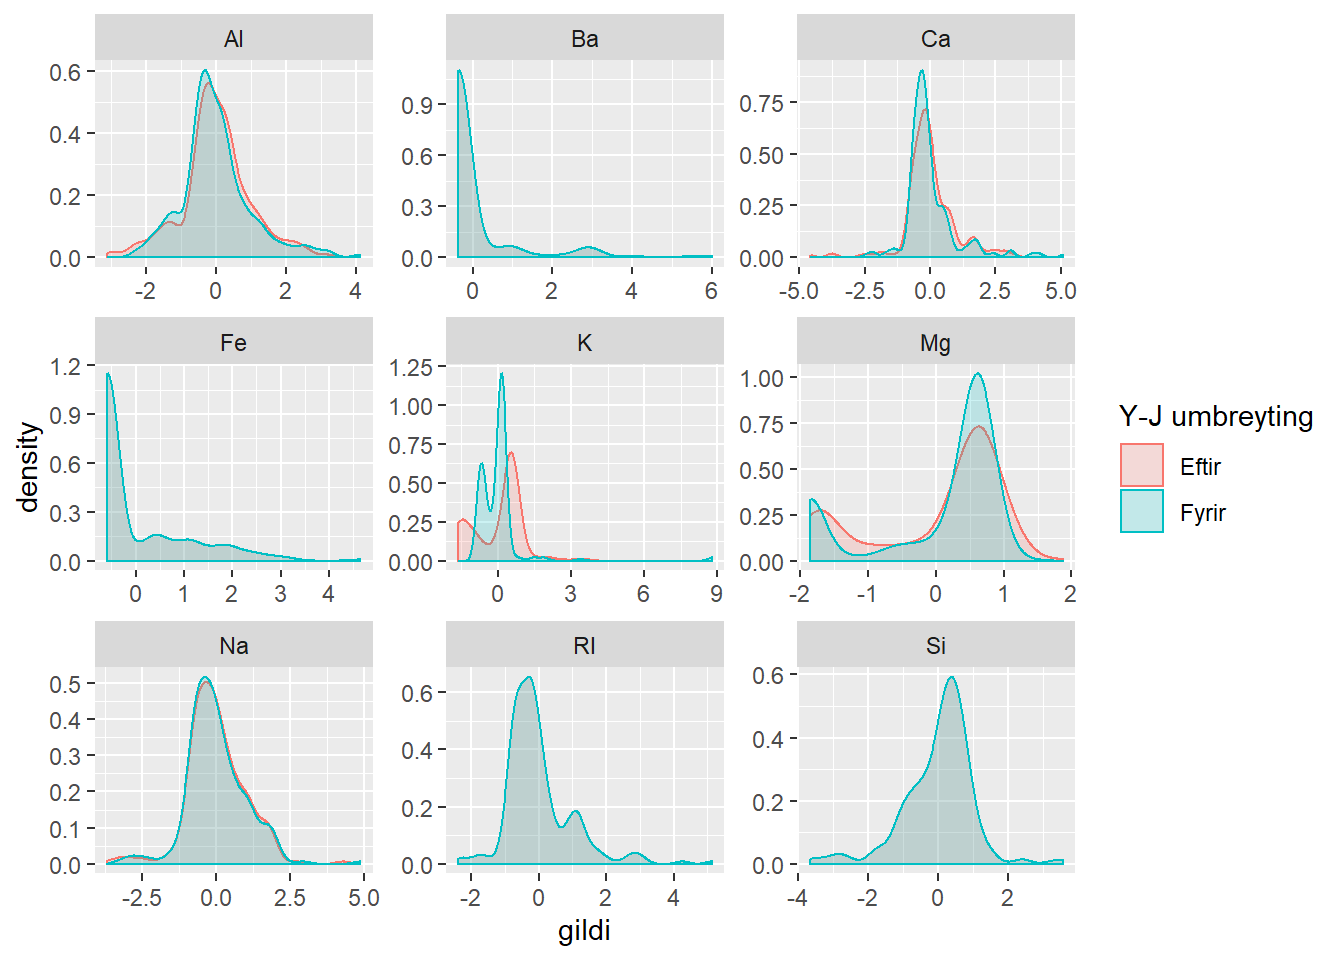 Al
Ba
Ca
0.6
0.4
0.2
0.0
0.9
0.6
0.3
0.0
0.75
0.50
0.25
0.00
-2 0 2 4
0 2 4 6
-5.0 -2.5 0.0 2.5 5.0
Fe
K
Mg
1.2
0.9
0.6
0.3
0.0
1.25
1.00
0.75
0.50
0.25
0.00
1.00
0.75
0.50
0.25
0.00
0 1 2 3 4
0 3 6 9
-2 -1 0 1 2
Na
RI
Si
0.5
0.4
0.3
0.2
0.1
0.0
0.6
0.4
0.2
0.0
0.6
0.4
0.2
0.0
-2.5 0.0 2.5 5.0
-2 0 2 4
-4 -2 0 2
density
gildi
Y-J umbreyting
Eftir
Fyrir